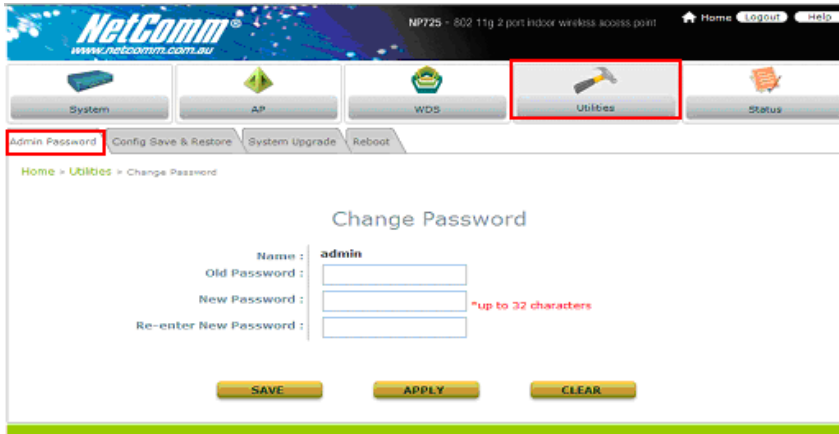 NetComm®
www.netcomm.com.au
NP725 - 802 11g 2 port indoor wireless access point
Home Logout Help
System AP WDS Utilities Status
Admin Password Config Save & Restore System Upgrade Reboot
Home > Utilities > Change Password
Change Password
Name : admin
Old Password :
New Password : *up to 32 characters
Re-enter New Password :
SAVE APPLY CLEAR